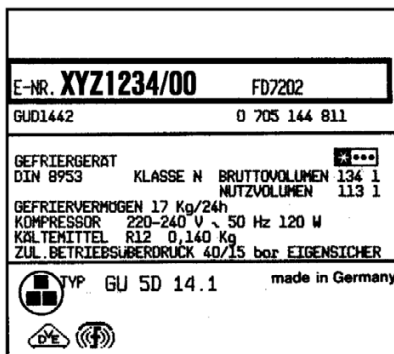 E-NR. XYZ1234/00 FD7202
GUD1442 0 705 144 811
GEFRIERGERÄT
DIN 8953 KLASSE N BRUTTOVOLUMEN 134 l
NUTZVOLUMEN 113 l
GEFRIERVERMÖGEN 17 Kg/24h
KOMPRESSOR 220-240 V ~ 50 Hz 120 W
KÄLTEMITTEL R12 0,140 Kg
ZUL.BETRIEBSÜBERDRUCK 40/15 bar EIGENSICHER
TYP GU 5D 14.1 made in Germany
DVE